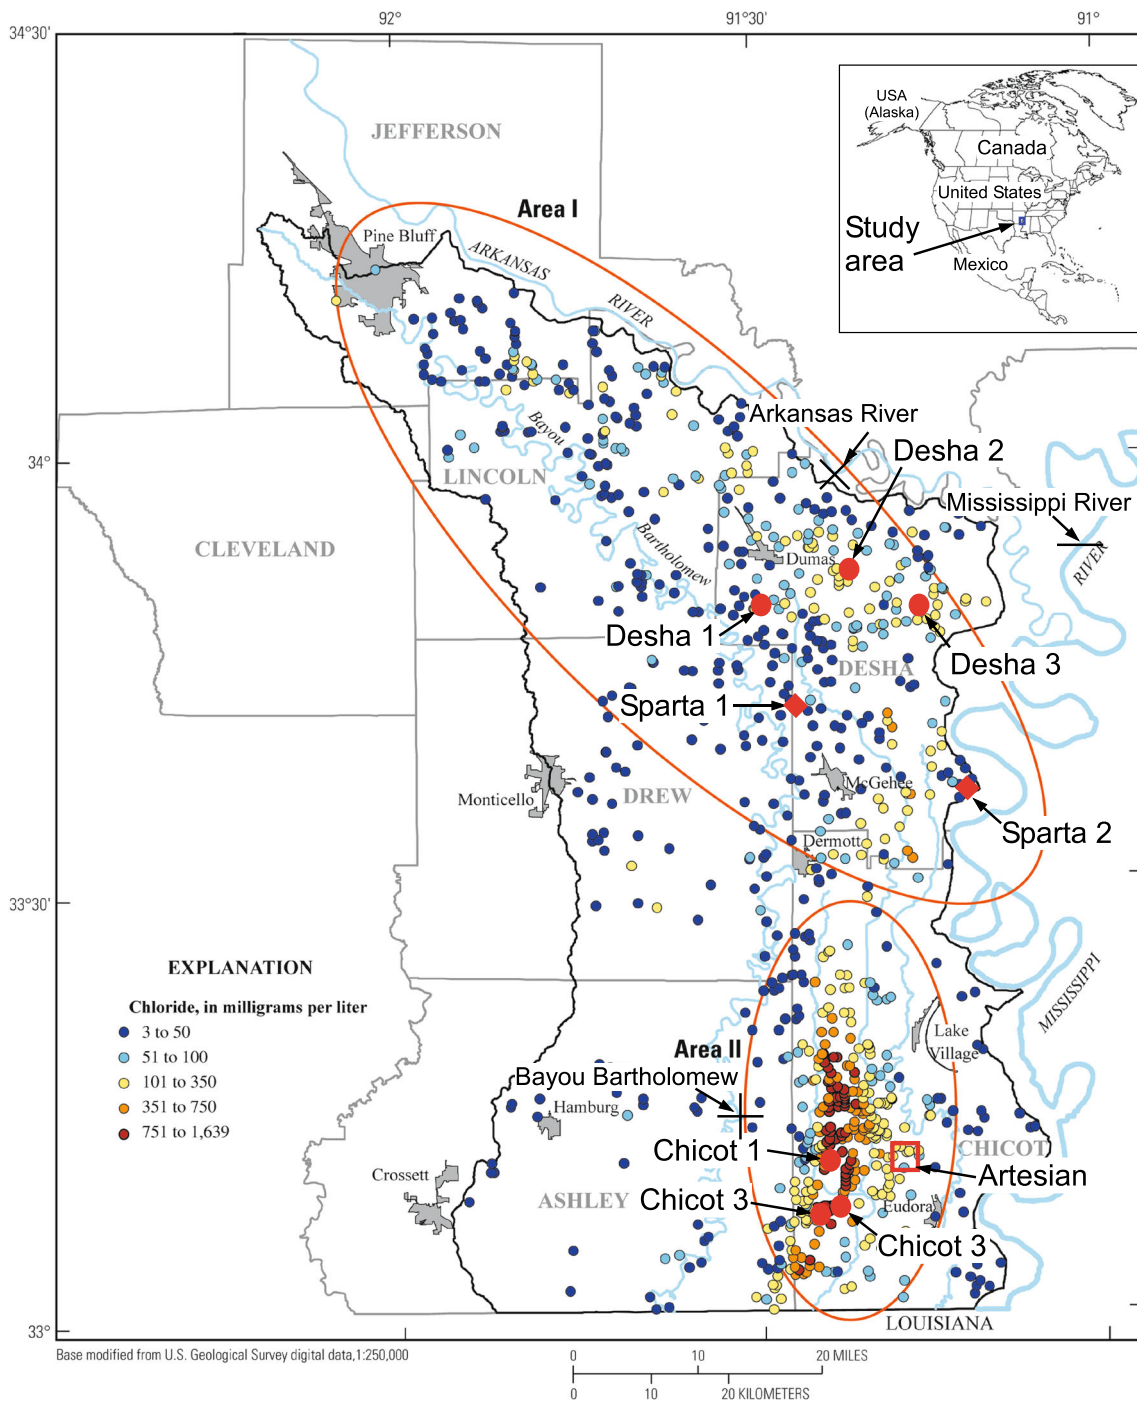 92°
91°30'
91°
34°30'
JEFFERSON
USA
(Alaska)
Canada
United States
Study
area
Mexico
Area I
Pine Bluff
ARKANSAS
RIVER
Arkansas River
Bayou
Desha 2
34°
LINCOLN
Mississippi River
CLEVELAND
Bartholomew
RIVER
Dumas
Desha 1
Desha 3
DESHA
Sparta 1
McGehee
Monticello
DREW
Sparta 2
Dermott
33°30'
EXPLANATION
Chloride, in milligrams per liter
3 to 50
51 to 100
101 to 350
351 to 750
751 to 1,639
MISSISSIPPI
Lake
Village
Area II
Bayou Bartholomew
Hamburg
Chicot 1
CHICOT
Crossett
Artesian
ASHLEY
Chicot 3
Eudora
Chicot 3
LOUISIANA
33°
Base modified from U.S. Geological Survey digital data,1:250,000
0 10 20 MILES
0 10 20 KILOMETERS